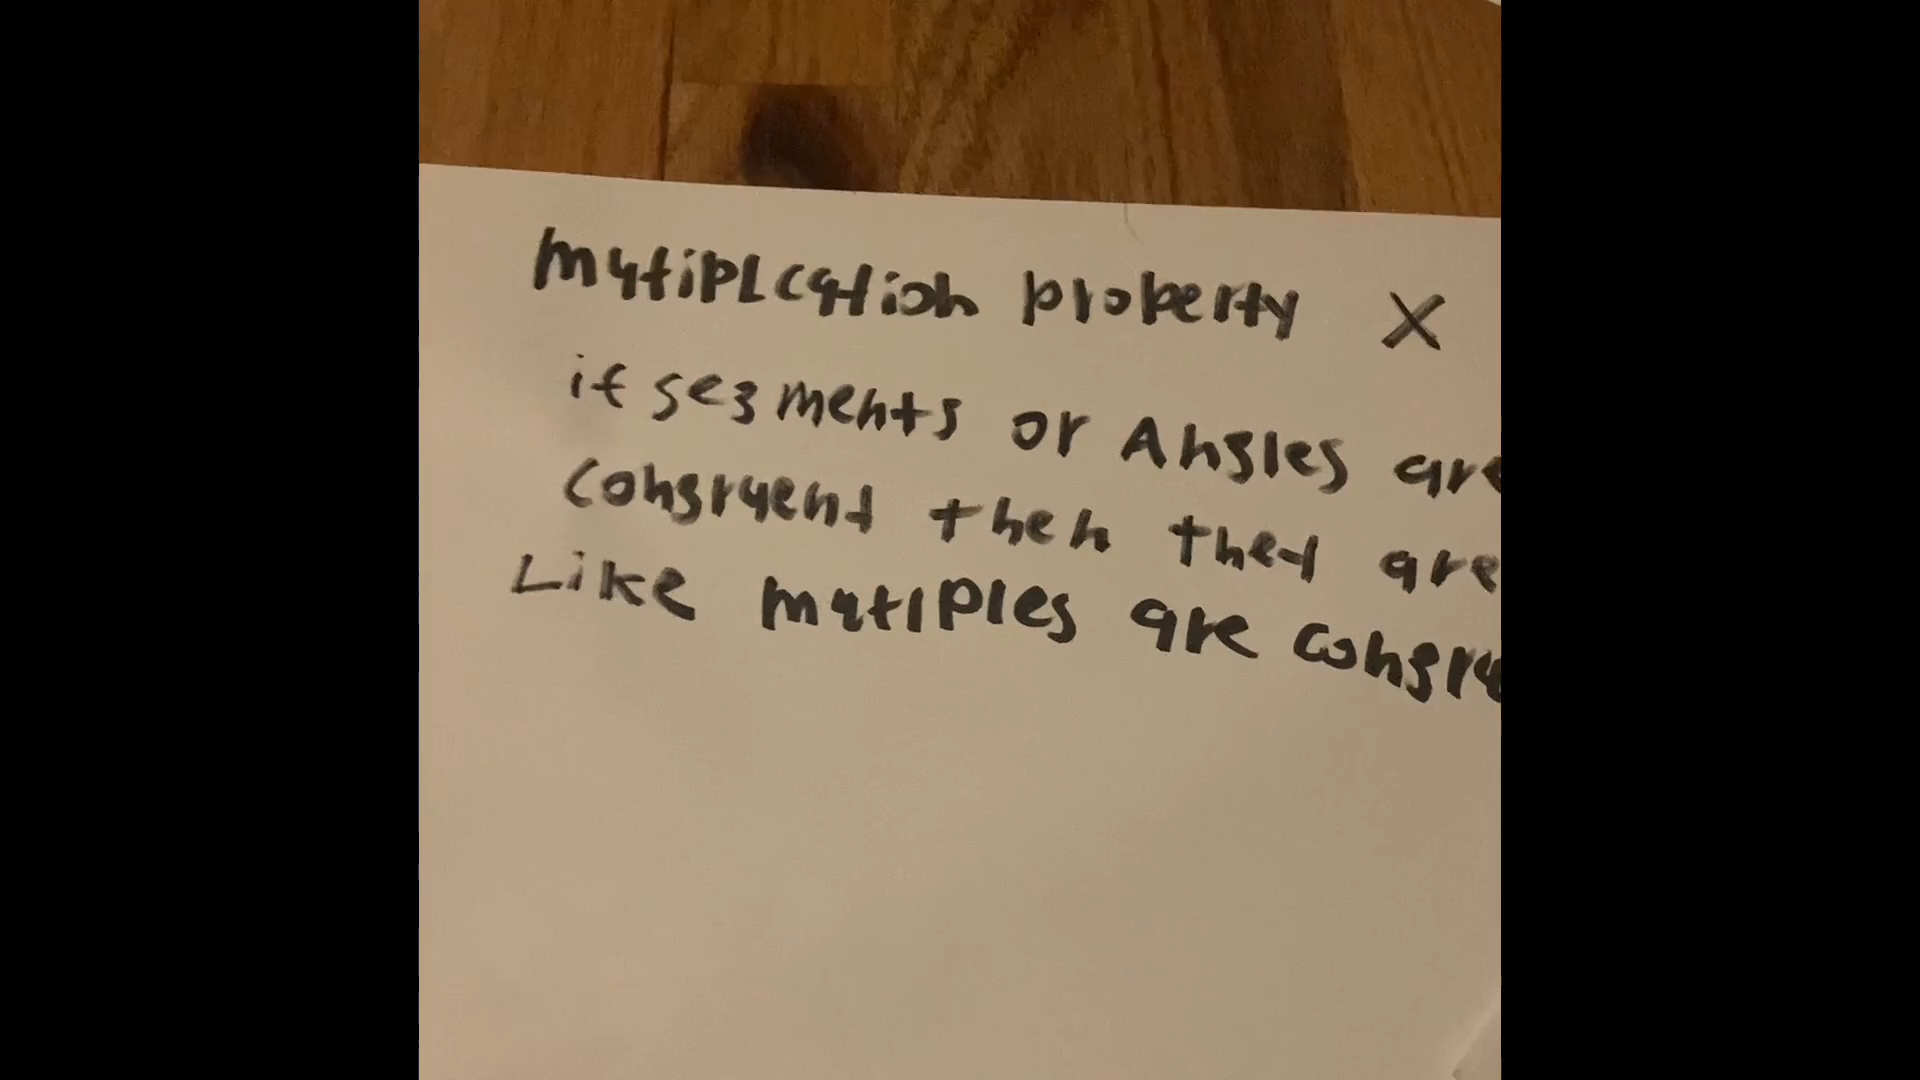 mutiplcation property X
if segments or Angles are
congruent then they are
Like mutiples are congru